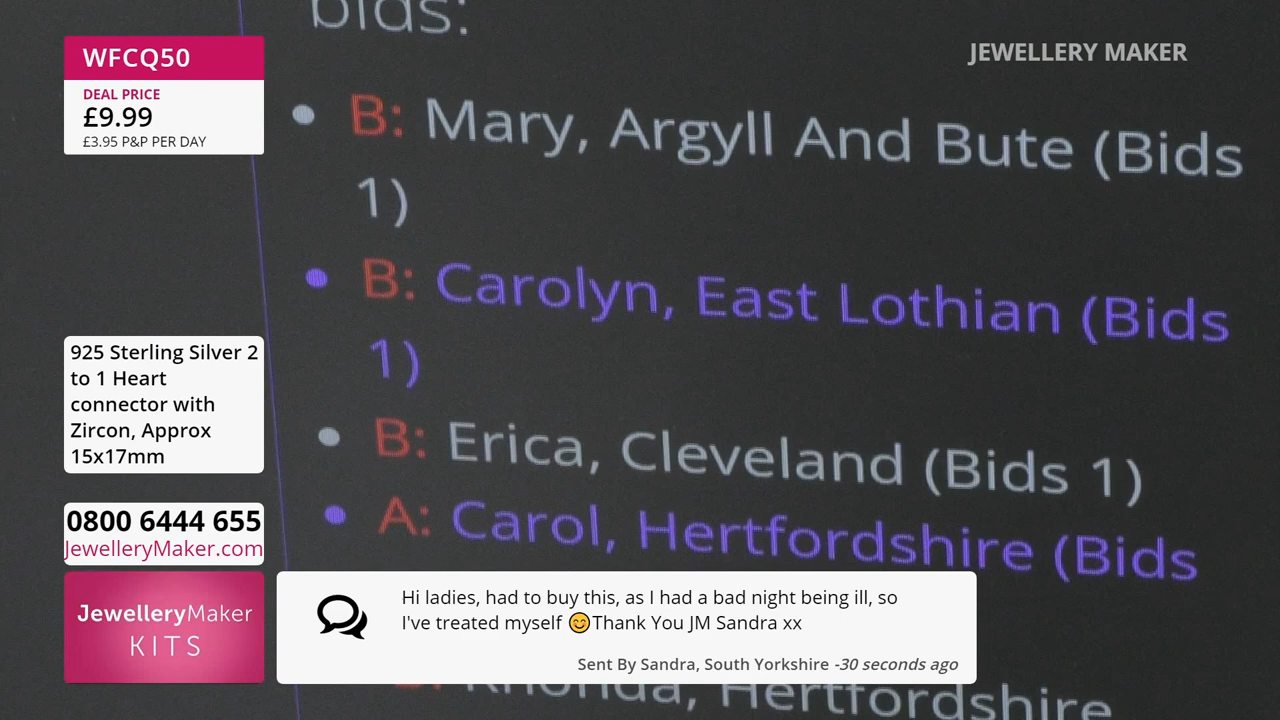 bids:
WFCQ50
JEWELLERY MAKER
DEAL PRICE
£9.99
£3.95 P&P PER DAY
• B: Mary, Argyll And Bute (Bids
1)
• B: Carolyn, East Lothian (Bids
1)
• B: Erica, Cleveland (Bids 1)
• A: Carol, Hertfordshire (Bids
B: Rhonda, Hertfordshire
925 Sterling Silver 2
to 1 Heart
connector with
Zircon, Approx
15x17mm
0800 6444 655
JewelleryMaker.com
JewelleryMaker
KITS
Hi ladies, had to buy this, as I had a bad night being ill, so
I've treated myself 😊Thank You JM Sandra xx
Sent By Sandra, South Yorkshire -30 seconds ago